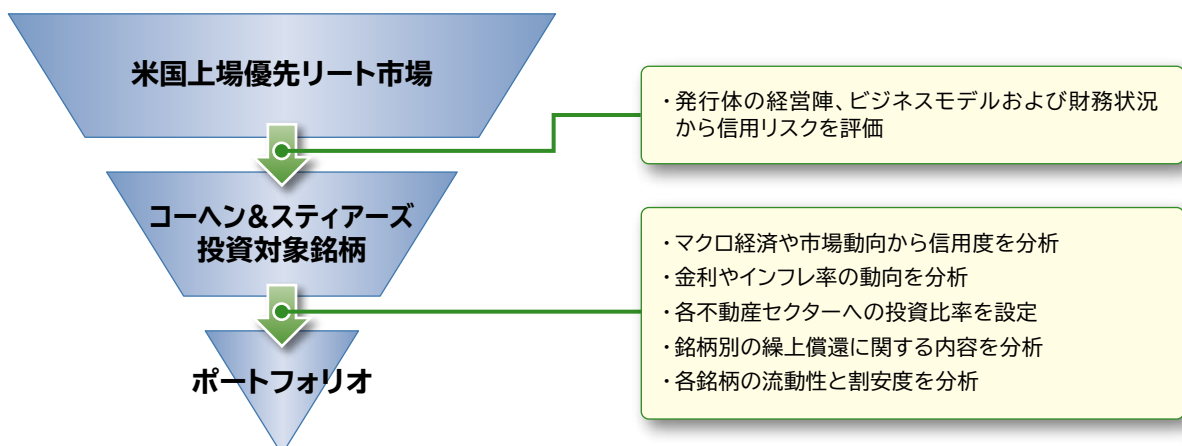 米国上場優先リート市場
・発行体の経営陣、ビジネスモデルおよび財務状況
から信用リスクを評価
コーヘン&スティアーズ
投資対象銘柄
・マクロ経済や市場動向から信用度を分析
・金利やインフレ率の動向を分析
・各不動産セクターへの投資比率を設定
・銘柄別の繰上償還に関する内容を分析
・各銘柄の流動性と割安度を分析
ポートフォリオ